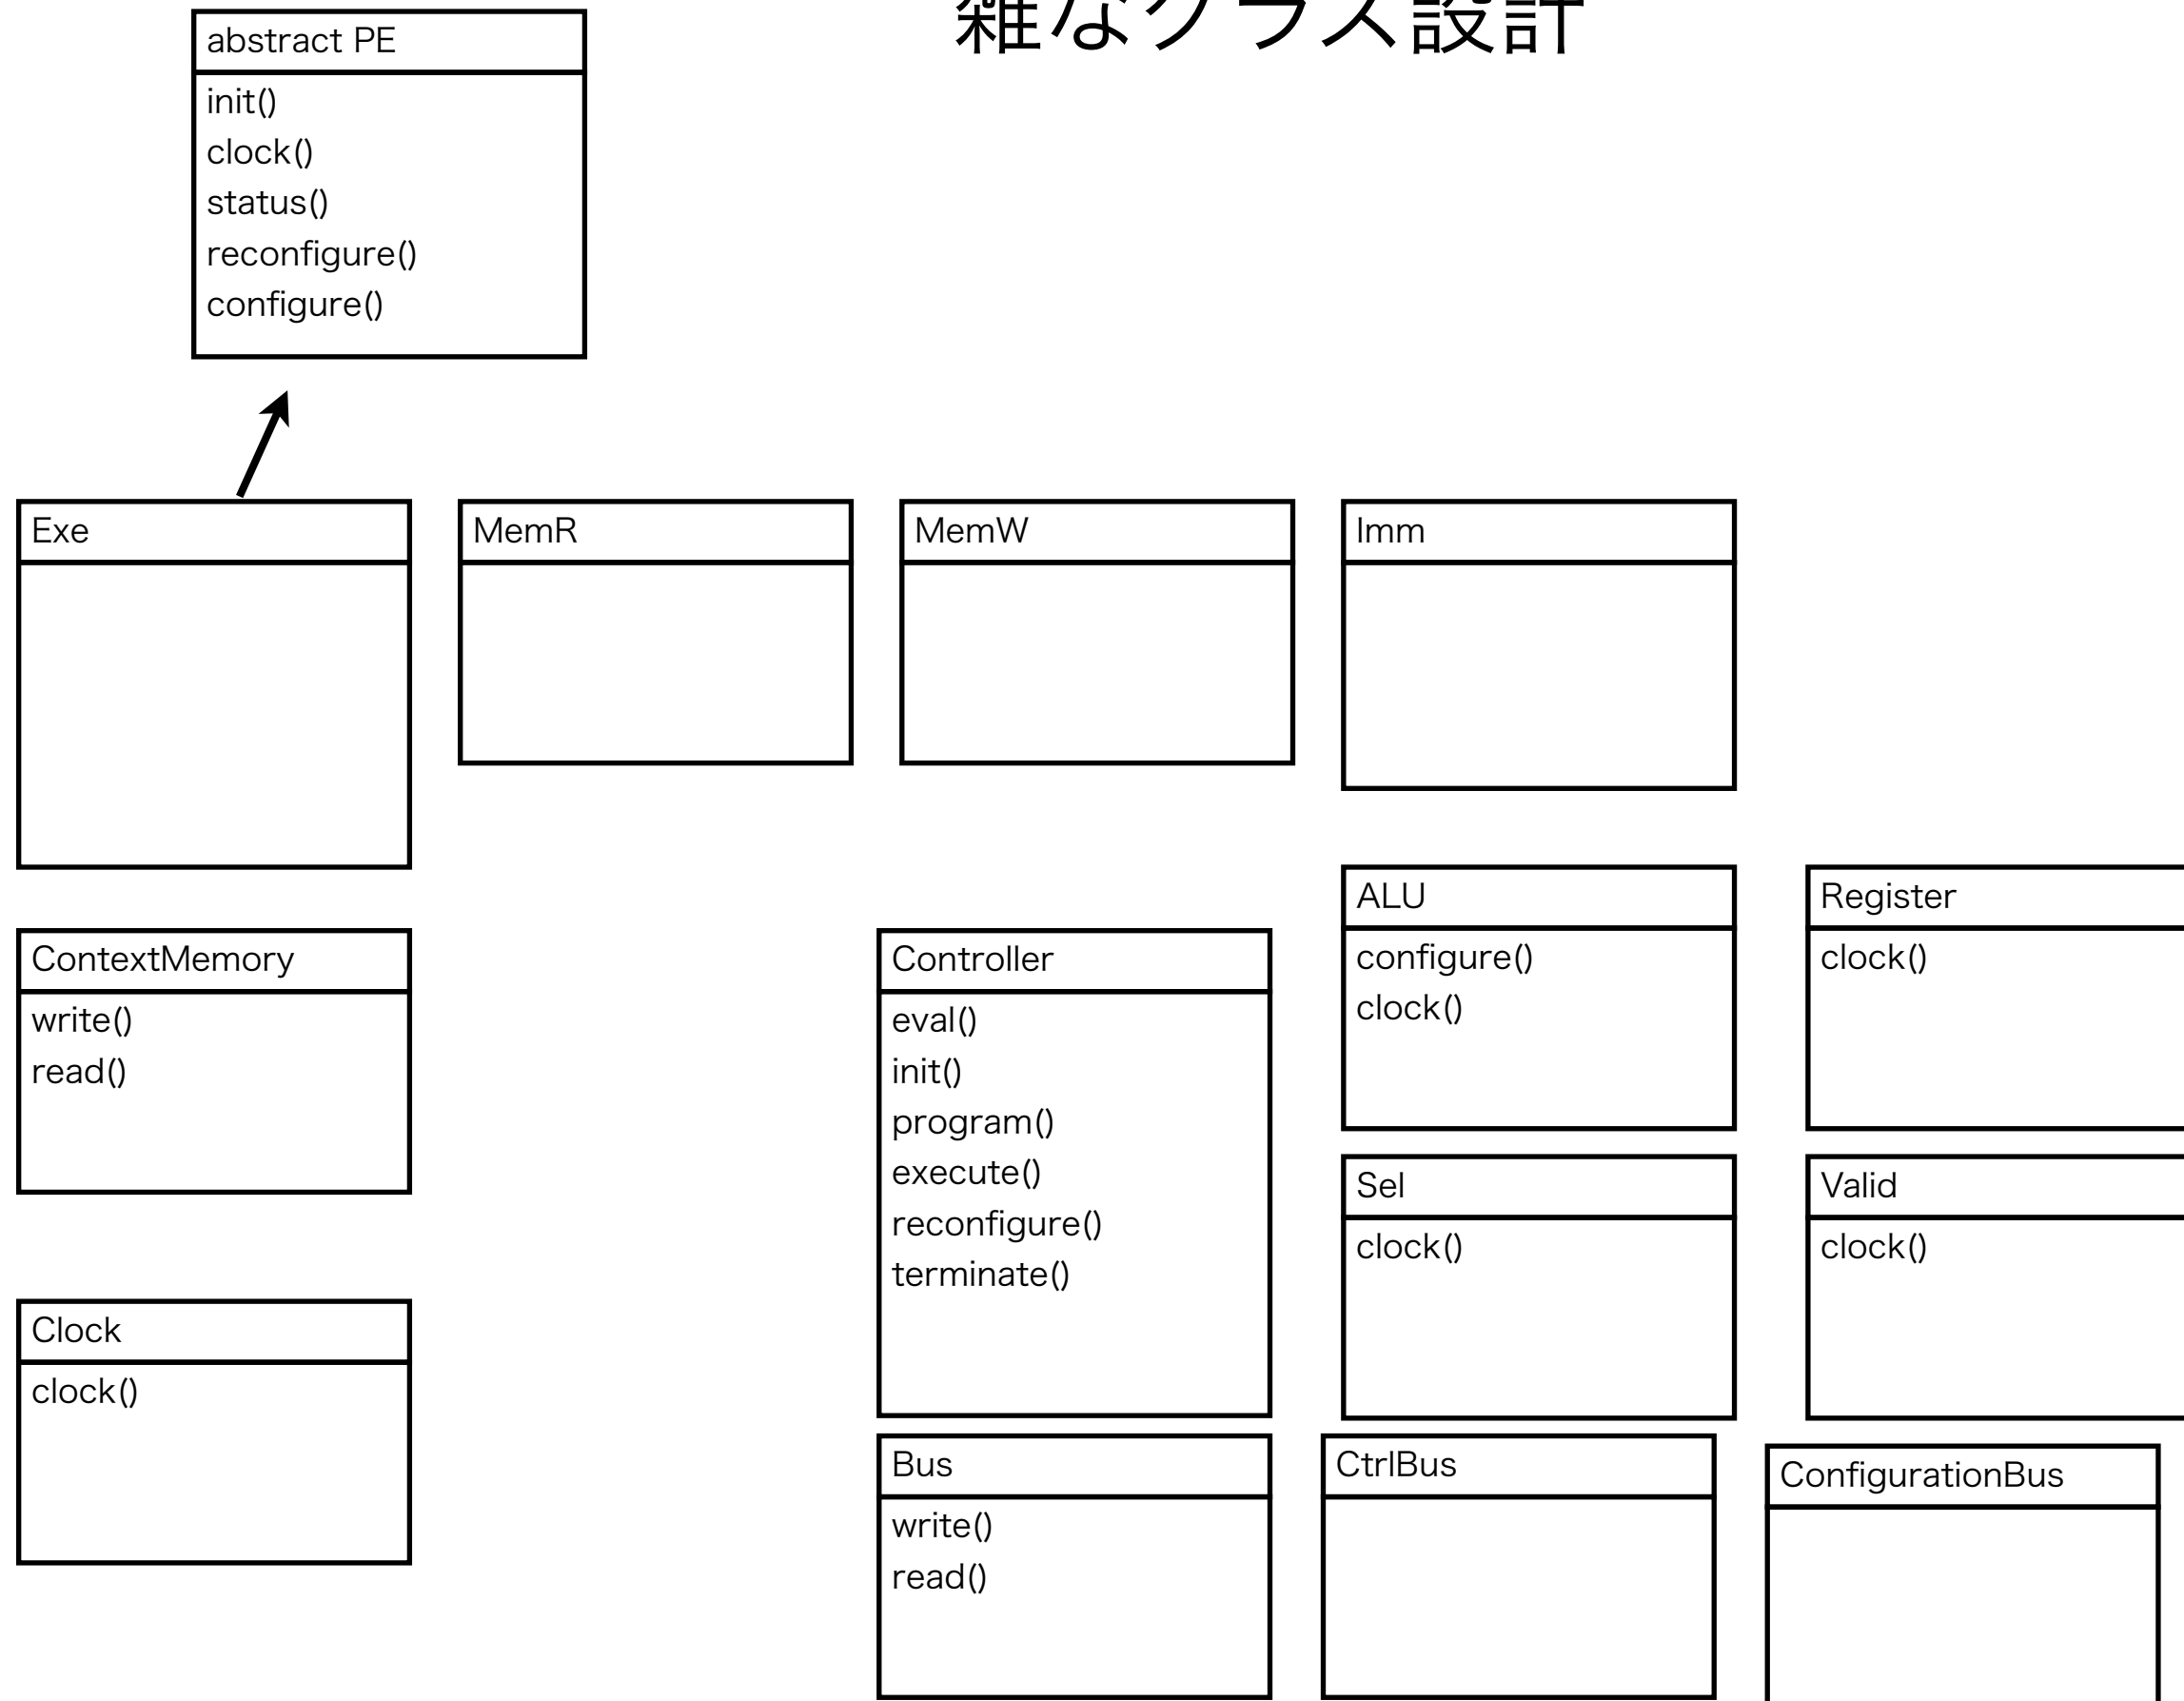 雑なクラス設計
abstract PE
init()
clock()
status()
reconfigure()
configure()
Exe
MemR
MemW
Imm
ALU
configure()
clock()
Register
clock()
ContextMemory
write()
read()
Controller
eval()
init()
program()
execute()
reconfigure()
terminate()
Sel
clock()
Valid
clock()
Clock
clock()
Bus
write()
read()
CtrlBus
ConfigurationBus